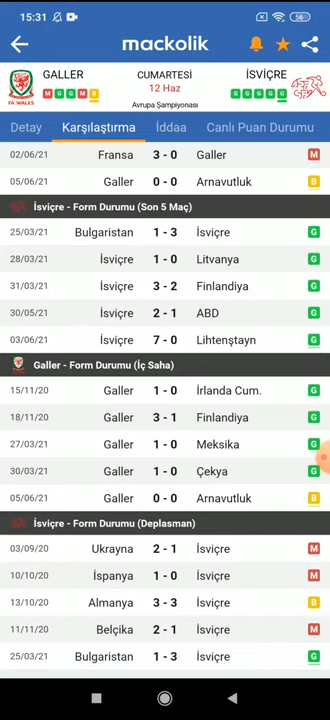 15:31 56
mackolik
GALLER CUMARTESİ İSVİÇRE
12 Haz
M G G M B G G G G G
FA WALES Avrupa Şampiyonası
Detay Karşılaştırma İddaa Canlı Puan Durumu
02/06/21 Fransa 3 - 0 Galler M
05/06/21 Galler 0 - 0 Arnavutluk B
İsviçre - Form Durumu (Son 5 Maç)
25/03/21 Bulgaristan 1 - 3 İsviçre G
28/03/21 İsviçre 1 - 0 Litvanya G
31/03/21 İsviçre 3 - 2 Finlandiya G
30/05/21 İsviçre 2 - 1 ABD G
03/06/21 İsviçre 7 - 0 Lihtenştayn G
Galler - Form Durumu (İç Saha)
15/11/20 Galler 1 - 0 İrlanda Cum. G
18/11/20 Galler 3 - 1 Finlandiya G
27/03/21 Galler 1 - 0 Meksika G
30/03/21 Galler 1 - 0 Çekya G
05/06/21 Galler 0 - 0 Arnavutluk B
İsviçre - Form Durumu (Deplasman)
03/09/20 Ukrayna 2 - 1 İsviçre M
10/10/20 İspanya 1 - 0 İsviçre M
13/10/20 Almanya 3 - 3 İsviçre B
11/11/20 Belçika 2 - 1 İsviçre M
25/03/21 Bulgaristan 1 - 3 İsviçre G